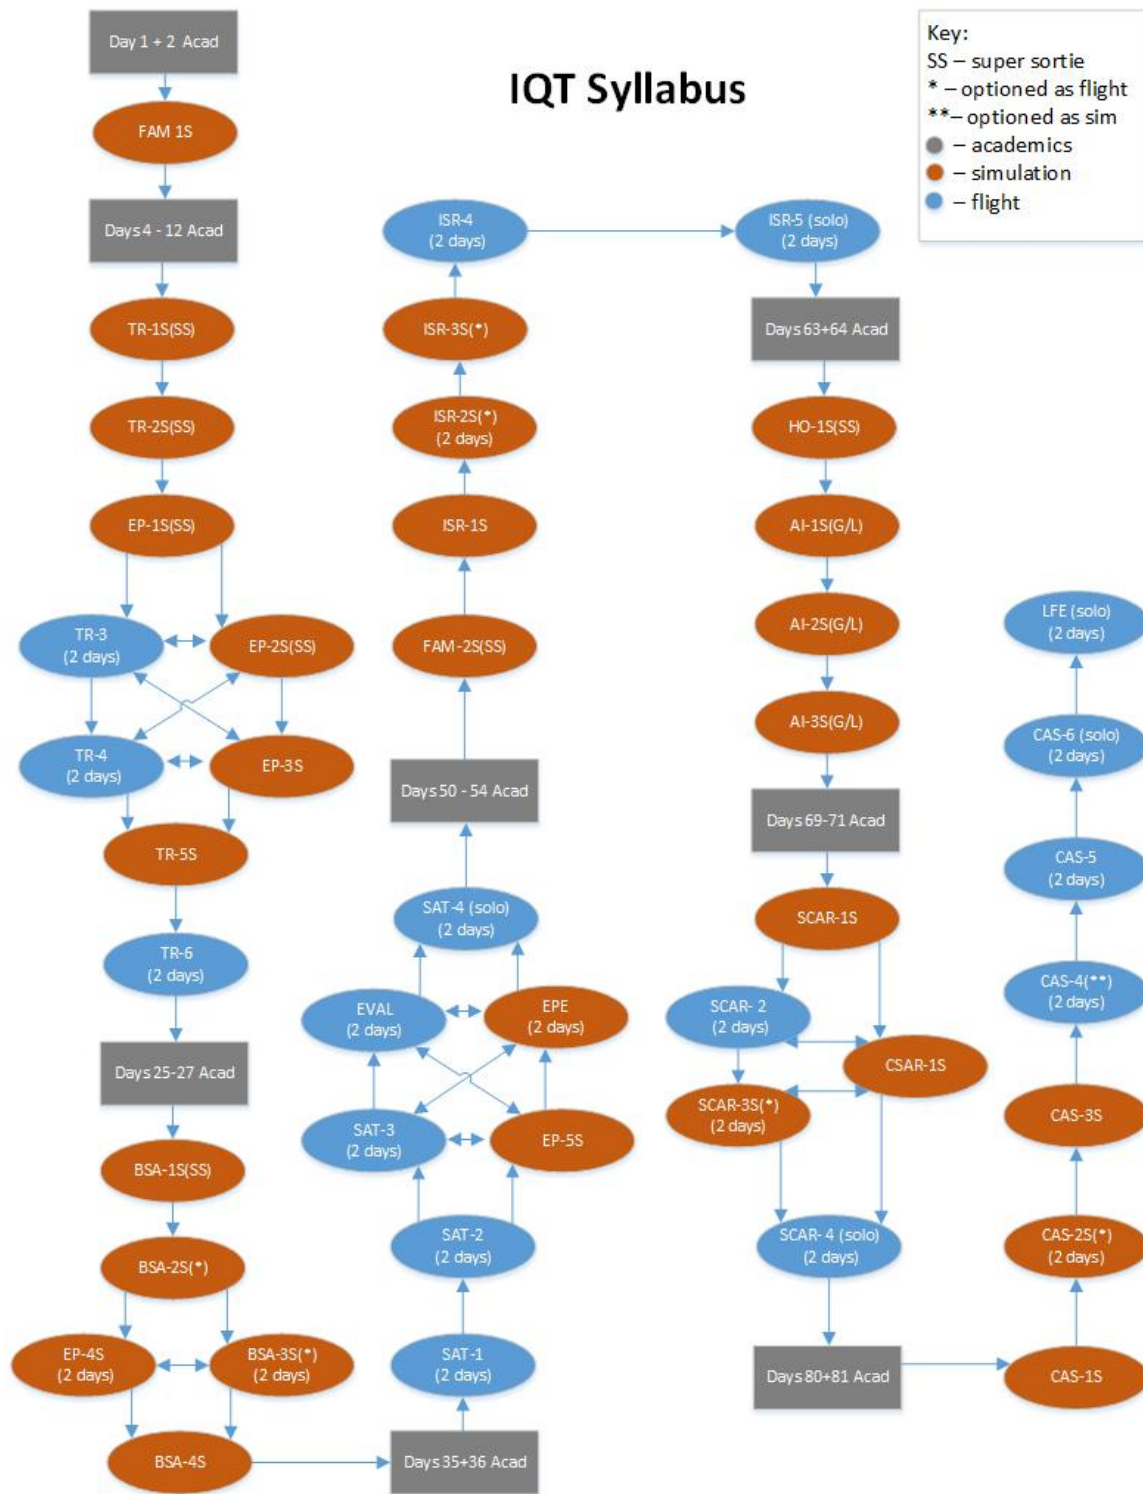 IQT Syllabus
Key:
SS – super sortie
* – optioned as flight
**– optioned as sim
– academics
– simulation
– flight
Day 1 + 2 Acad
FAM 1S
Days 4 - 12 Acad
TR-1S(SS)
TR-2S(SS)
EP-1S(SS)
TR-3
(2 days)
EP-2S(SS)
TR-4
(2 days)
EP-3S
TR-5S
TR-6
(2 days)
Days 25-27 Acad
BSA-1S(SS)
BSA-2S(*)
EP-4S
(2 days)
BSA-3S(*)
(2 days)
BSA-4S
Days 35+36 Acad
SAT-1
(2 days)
SAT-2
(2 days)
SAT-3
(2 days)
EP-5S
EVAL
(2 days)
EPE
(2 days)
SAT-4 (solo)
(2 days)
Days 50 - 54 Acad
FAM-2S(SS)
ISR-1S
ISR-2S(*)
(2 days)
ISR-3S(*)
ISR-4
(2 days)
ISR-5 (solo)
(2 days)
Days 63+64 Acad
HO-1S(SS)
AI-1S(G/L)
AI-2S(G/L)
AI-3S(G/L)
Days 69-71 Acad
SCAR-1S
SCAR- 2
(2 days)
CSAR-1S
SCAR-3S(*)
(2 days)
SCAR- 4 (solo)
(2 days)
Days 80+81 Acad
CAS-1S
CAS-2S(*)
(2 days)
CAS-3S
CAS-4(**)
(2 days)
CAS-5
(2 days)
CAS-6 (solo)
(2 days)
LFE (solo)
(2 days)